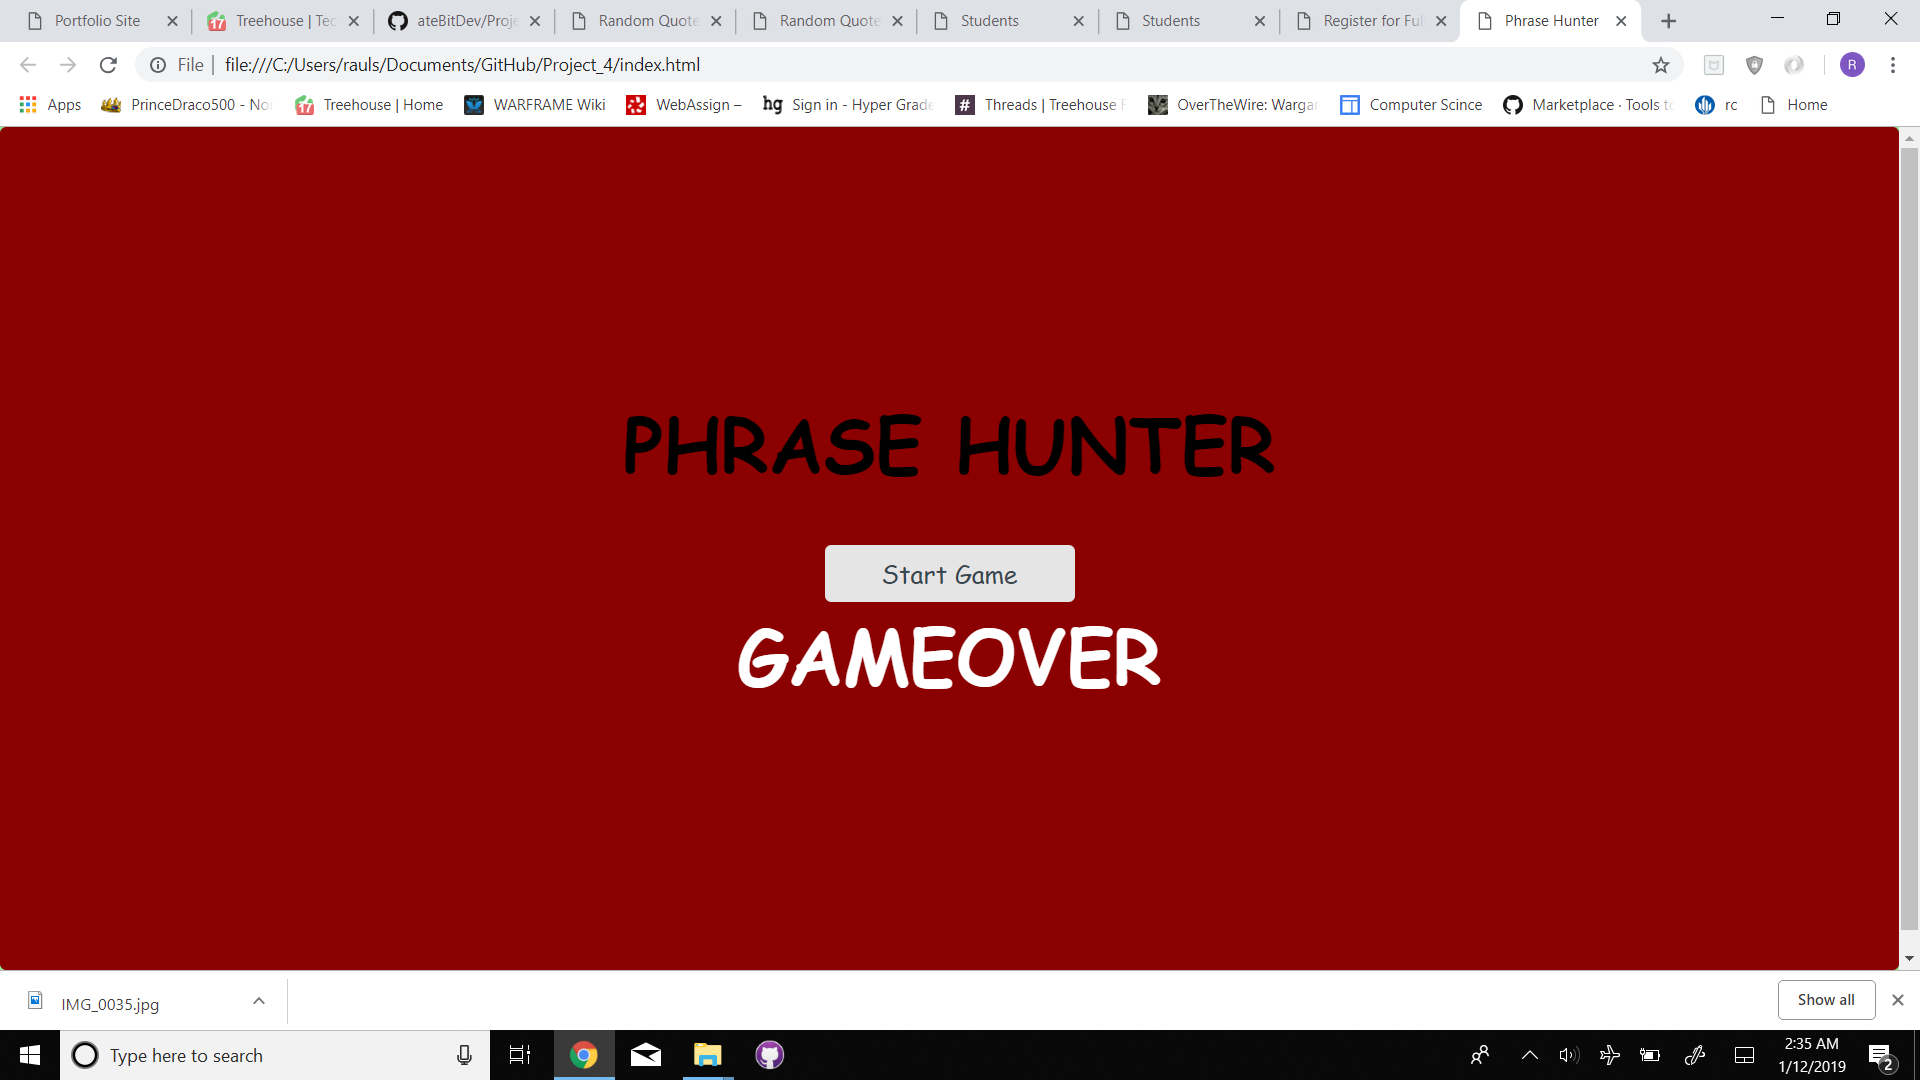 Portfolio Site Treehouse | Tec ateBitDev/Proje Random Quote Random Quote Students Students Register for Ful Phrase Hunter
File file:///C:/Users/rauls/Documents/GitHub/Project_4/index.html R
Apps PrinceDraco500 - No Treehouse | Home WARFRAME Wiki WebAssign – hg Sign in - Hyper Grade # Threads | Treehouse F OverTheWire: Wargar Computer Scince Marketplace · Tools to rc Home
PHRASE HUNTER
Start Game
GAMEOVER
IMG_0035.jpg Show all
Type here to search 2:35 AM
1/12/2019 2